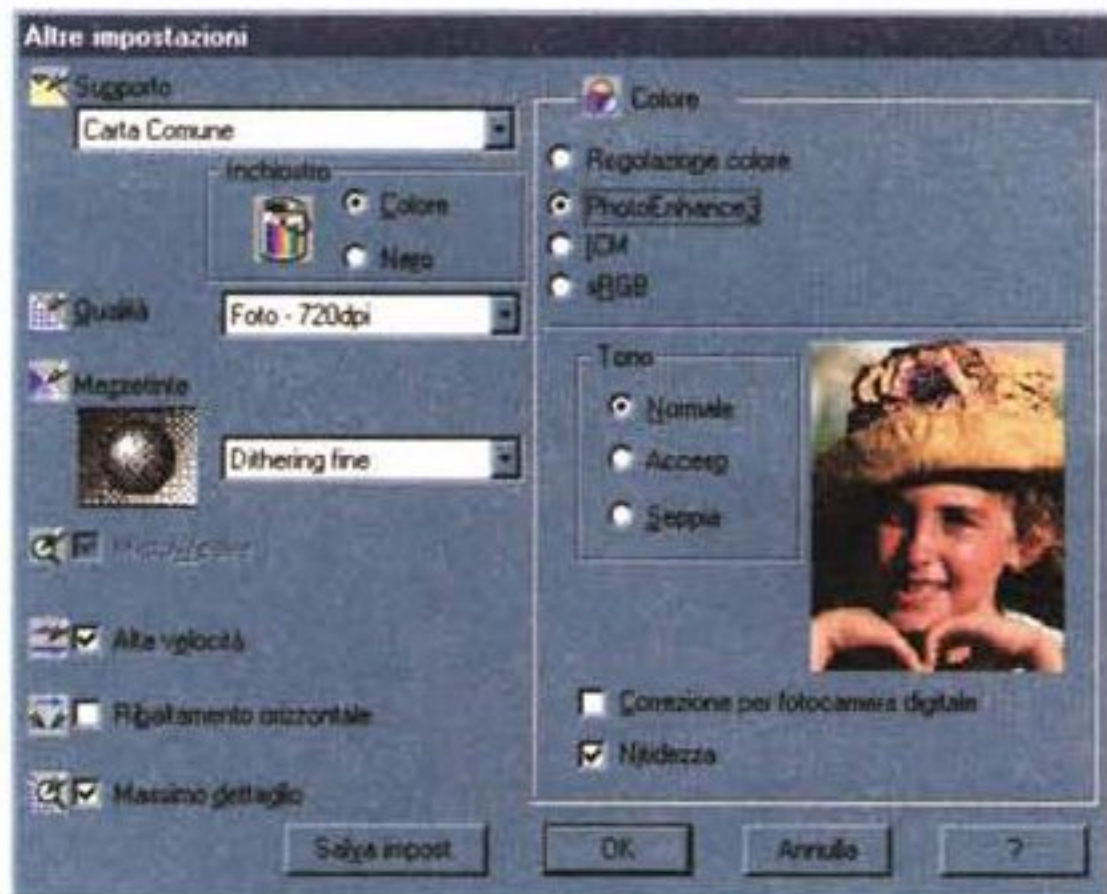 Altre impostazioni
Supporto
Carta Comune
Inchiostro
Colore
Nero
Qualità
Foto - 720dpi
Mezzetinte
Dithering fine
Alta velocità
Ribaltamento orizzontale
Massimo dettaglio
Colore
Regolazione colore
PhotoEnhance3
ICM
sRGB
Tono
Normale
Acceso
Seppia
Correzione per fotocamera digitale
Nitidezza
Salva impost.
OK
Annulla
?